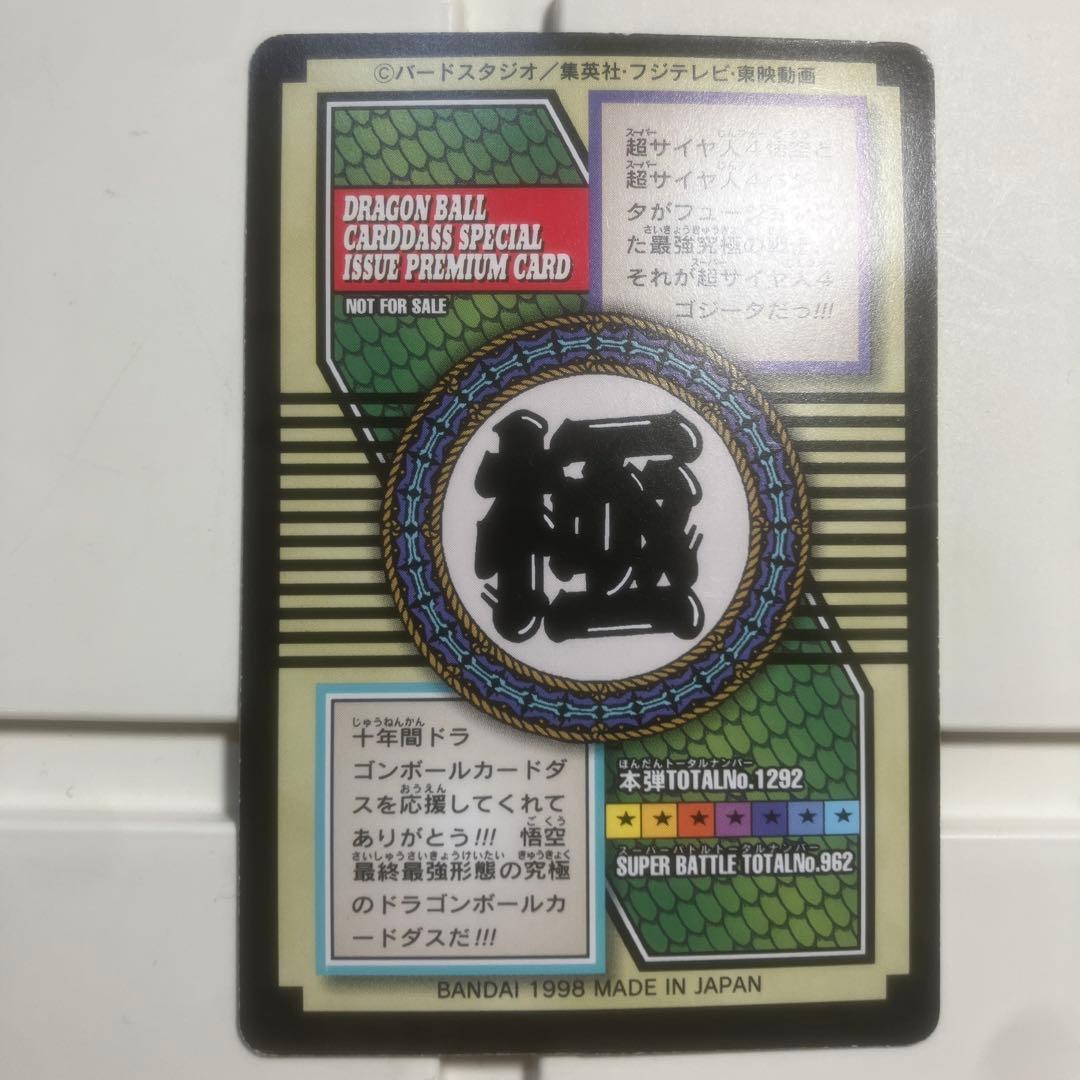 ©バードスタジオ／集英社・フジテレビ・東映動画
DRAGON BALL
CARDDASS SPECIAL
ISSUE PREMIUM CARD
NOT FOR SALE
スーパー
超サイヤ人4悟空と
スーパー じん
超サイヤ人4
タがフュージョン
さいきょうきゅうきょく
た最強究極の戦士
スーパー
それが超サイヤ人4
ゴジータだっ!!!
極
じゅうねんかん
十年間ドラ
ゴンボールカードダ
おうえん
スを応援してくれて
ごくう
ありがとう!!! 悟空
さいしゅうさいきょうけいたい きゅうきょく
最終最強形態の究極
のドラゴンボールカ
ードダスだ!!!
ほんだんトータルナンバー
本弾TOTALNo.1292
スーパーバトルトータルナンバー
SUPER BATTLE TOTALNo.962
BANDAI 1998 MADE IN JAPAN